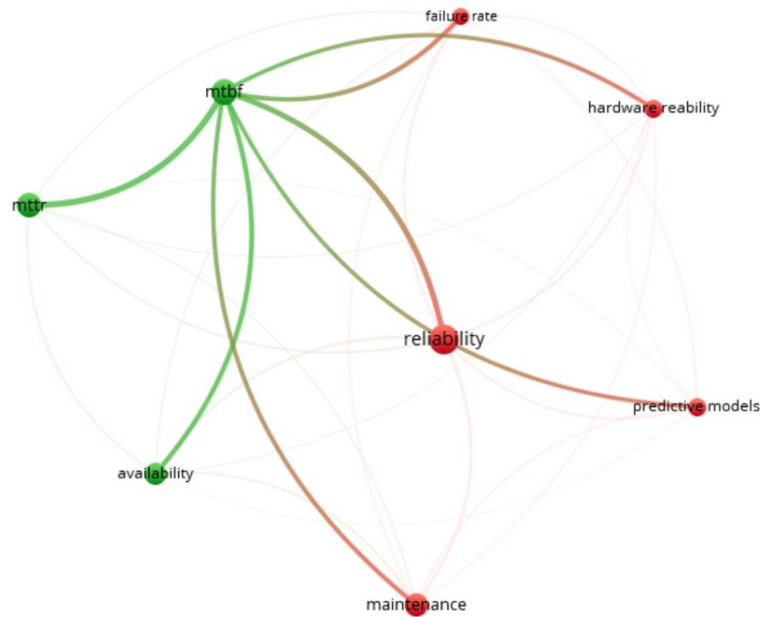 failure rate
mtbf
hardware reability
mttr
reliability
predictive models
availability
maintenance